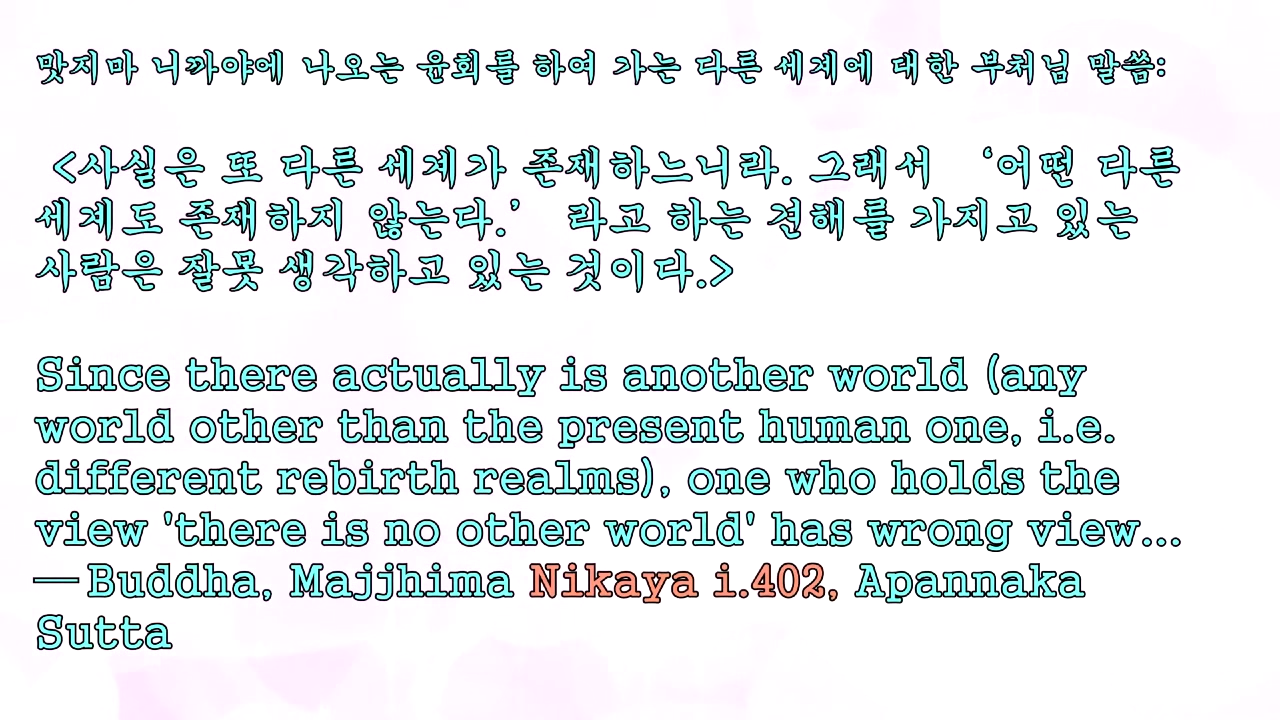 맛지마 니까야에 나오는 윤회를 하여 가는 다른 세계에 대한 부처님 말씀:
<사실은 또 다른 세계가 존재하느니라. 그래서 ‘어떤 다른
세계도 존재하지 않는다.’ 라고 하는 견해를 가지고 있는
사람은 잘못 생각하고 있는 것이다.>
Since there actually is another world (any
world other than the present human one, i.e.
different rebirth realms), one who holds the
view 'there is no other world' has wrong view...
—Buddha, Majjhima Nikaya i.402, Apannaka
Sutta